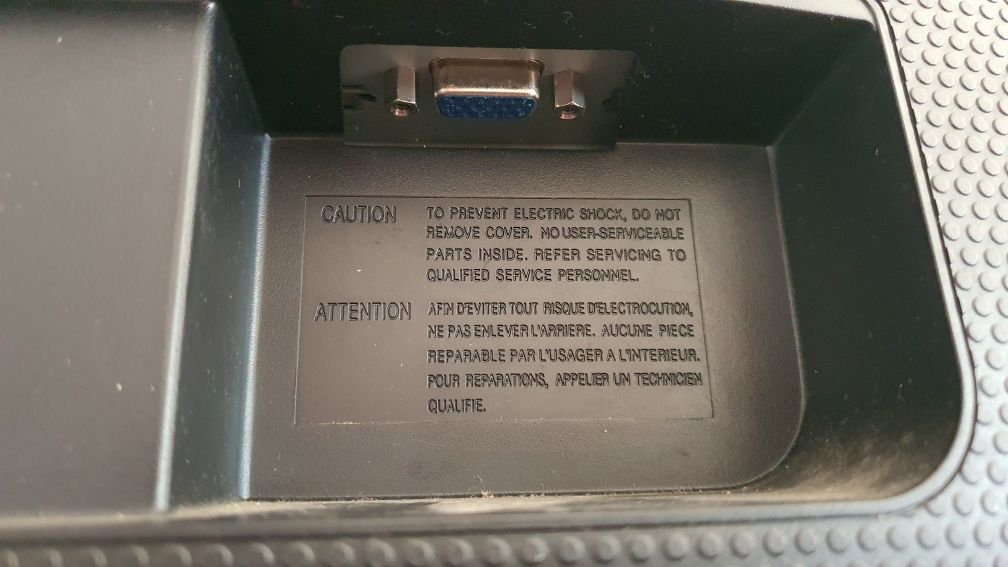 CAUTION TO PREVENT ELECTRIC SHOCK, DO NOT
REMOVE COVER. NO USER-SERVICEABLE
PARTS INSIDE. REFER SERVICING TO
QUALIFIED SERVICE PERSONNEL.
ATTENTION AFIN D'EVITER TOUT RISQUE D'ELECTROCUTION,
NE PAS ENLEVER L'ARRIERE. AUCUNE PIECE
REPARABLE PAR L'USAGER A L'INTERIEUR.
POUR REPARATIONS, APPELIER UN TECHNICIEN
QUALIFIE.